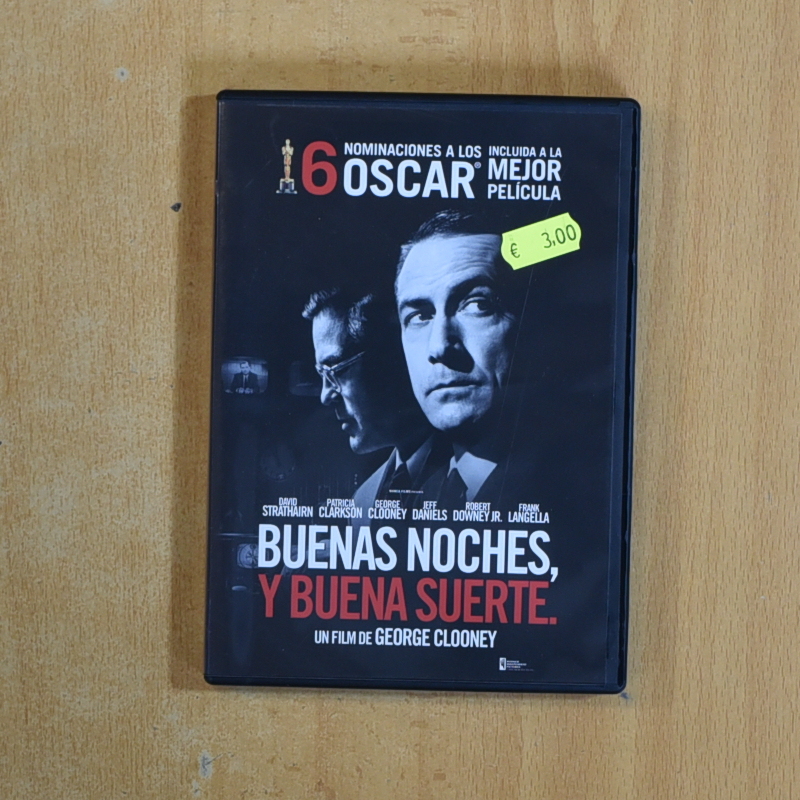 6 NOMINACIONES A LOS OSCAR® INCLUIDA A LA MEJOR PELÍCULA
€ 3,00
DAVID STRATHAIRN PATRICIA CLARKSON GEORGE CLOONEY JEFF DANIELS ROBERT DOWNEY JR. FRANK LANGELLA
BUENAS NOCHES,
Y BUENA SUERTE.
UN FILM DE GEORGE CLOONEY